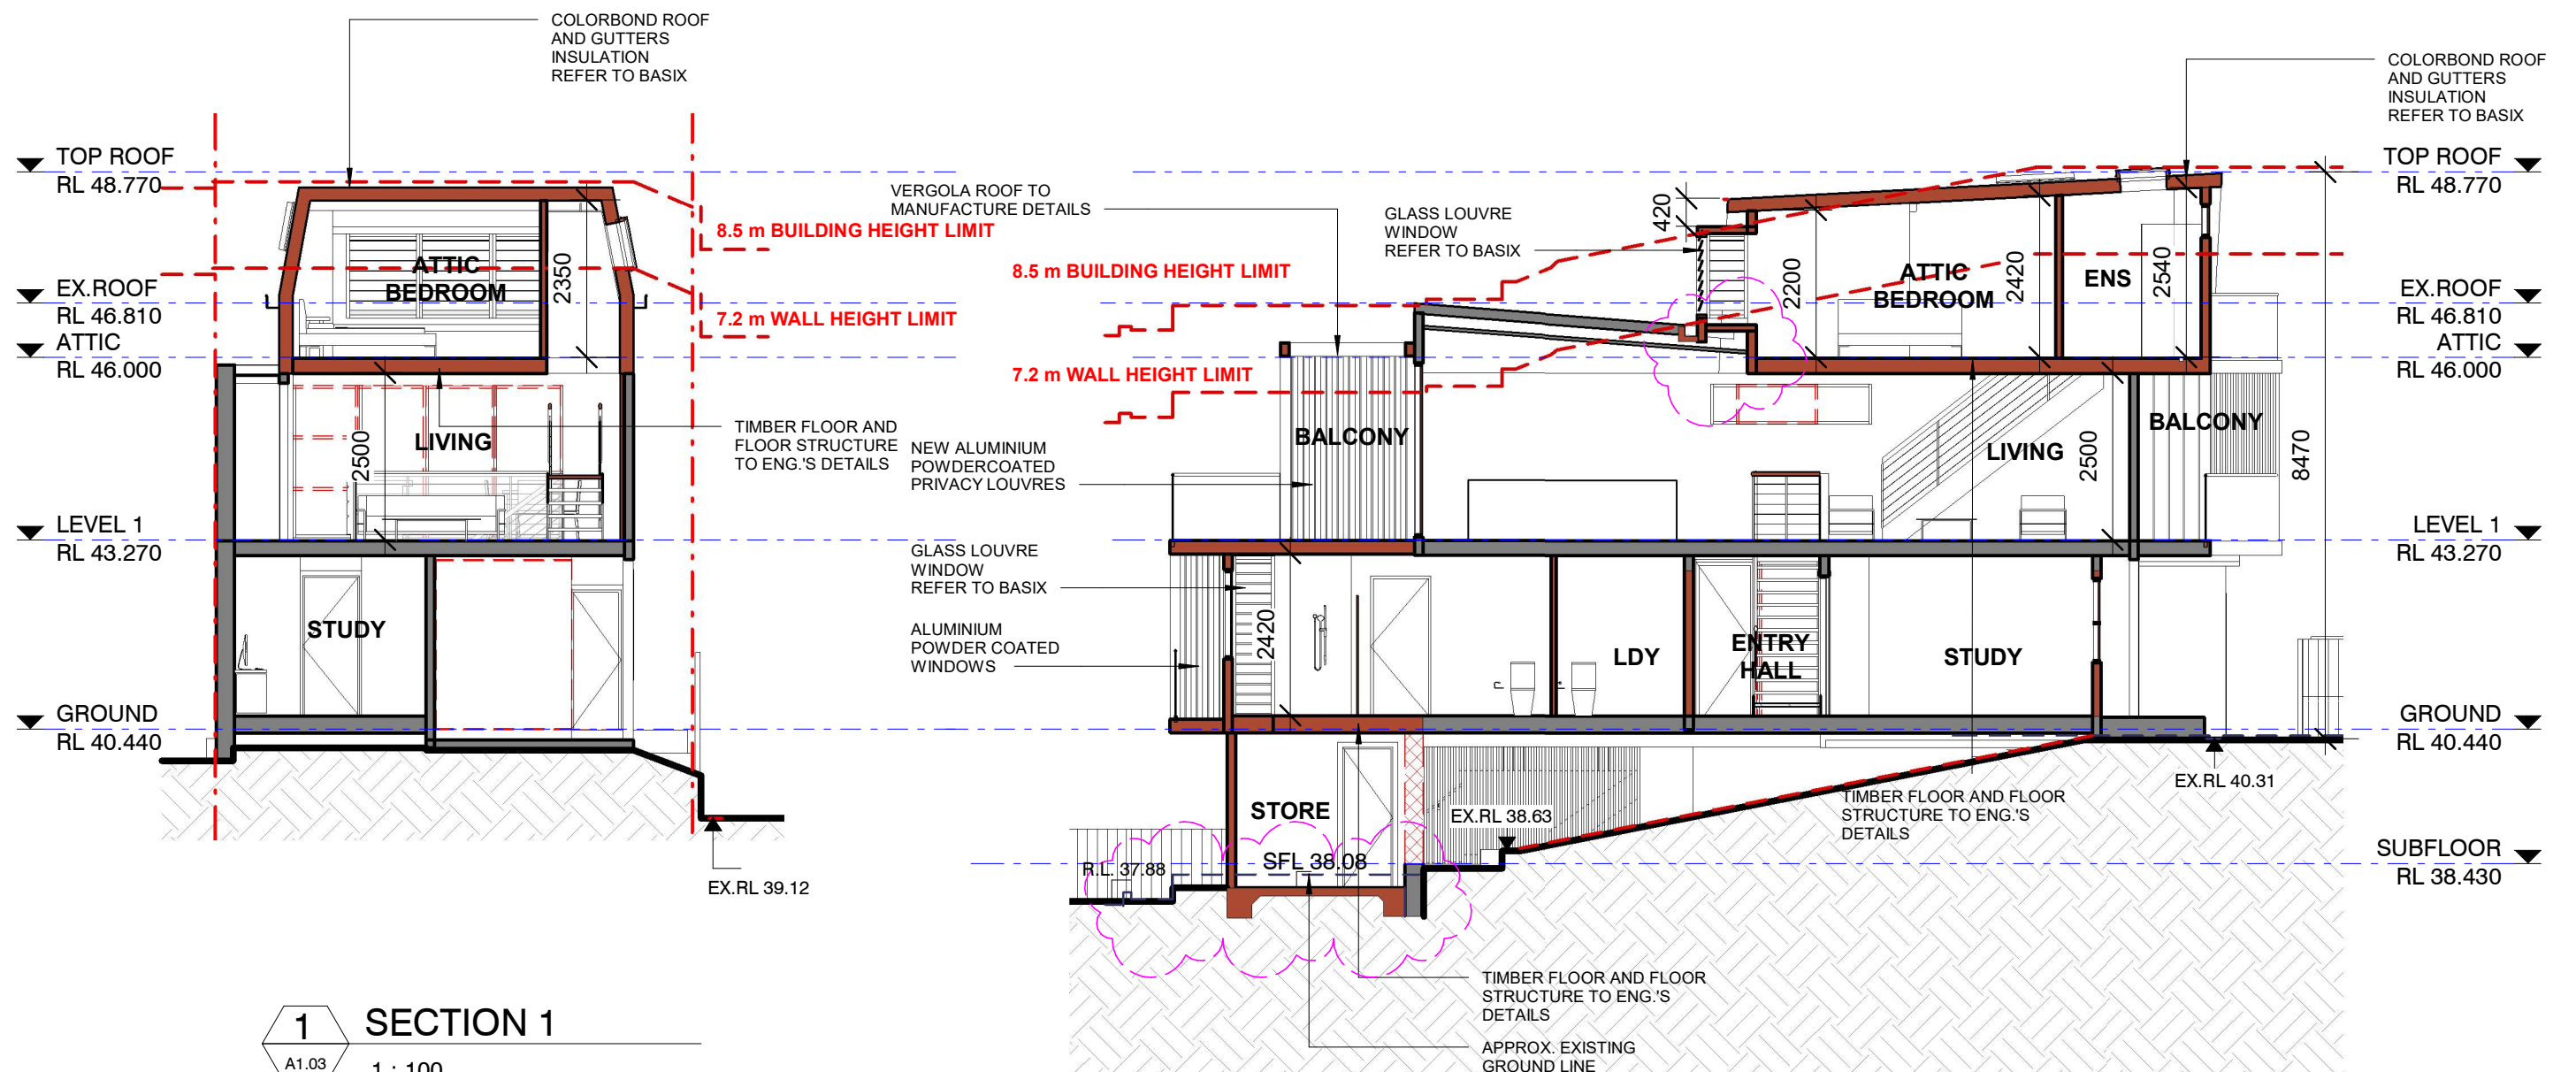 COLORBOND ROOF
AND GUTTERS
INSULATION
REFER TO BASIX
TOP ROOF
RL 48.770
EX.ROOF
RL 46.810
ATTIC
RL 46.000
LEVEL 1
RL 43.270
GROUND
RL 40.440
8.5 m BUILDING HEIGHT LIMIT
7.2 m WALL HEIGHT LIMIT
ATTIC
BEDROOM
2350
LIVING
2500
STUDY
TIMBER FLOOR AND
FLOOR STRUCTURE
TO ENG.'S DETAILS
EX.RL 39.12
1
A1.03
SECTION 1
1 : 100
VERGOLA ROOF TO
MANUFACTURE DETAILS
GLASS LOUVRE
WINDOW
REFER TO BASIX
8.5 m BUILDING HEIGHT LIMIT
7.2 m WALL HEIGHT LIMIT
NEW ALUMINIUM
POWDERCOATED
PRIVACY LOUVRES
GLASS LOUVRE
WINDOW
REFER TO BASIX
ALUMINIUM
POWDER COATED
WINDOWS
420
2200
ATTIC
BEDROOM
2420
ENS
2540
BALCONY
LIVING
2500
BALCONY
8470
2420
LDY
ENTRY
HALL
STUDY
STORE
SFL 38.08
R.L. 37.88
EX.RL 38.63
EX.RL 40.31
TIMBER FLOOR AND FLOOR
STRUCTURE TO ENG.'S
DETAILS
TIMBER FLOOR AND FLOOR
STRUCTURE TO ENG.'S
DETAILS
APPROX. EXISTING
GROUND LINE
COLORBOND ROOF
AND GUTTERS
INSULATION
REFER TO BASIX
TOP ROOF
RL 48.770
EX.ROOF
RL 46.810
ATTIC
RL 46.000
LEVEL 1
RL 43.270
GROUND
RL 40.440
SUBFLOOR
RL 38.430